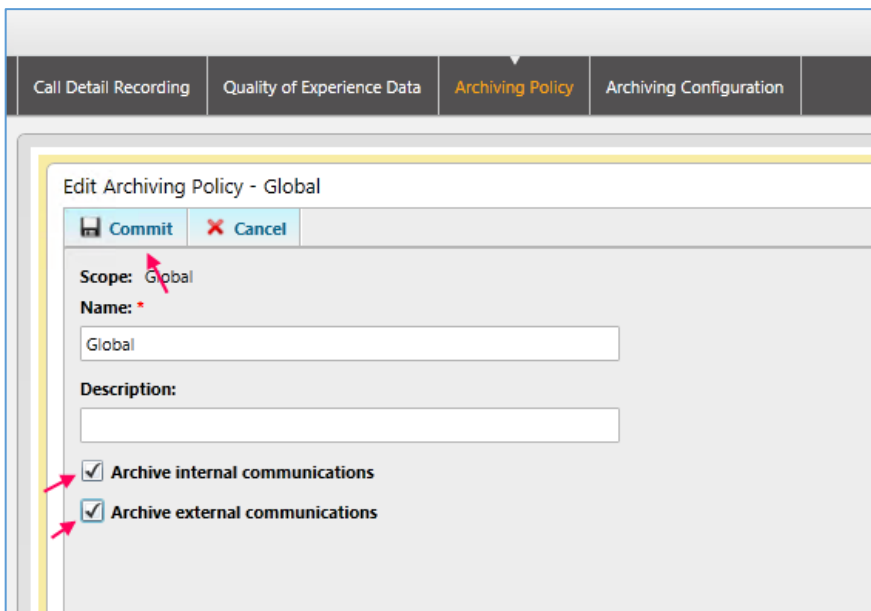 Call Detail Recording Quality of Experience Data Archiving Policy Archiving Configuration
Edit Archiving Policy - Global
Commit Cancel
Scope: Global
Name: *
Global
Description:
Archive internal communications
Archive external communications